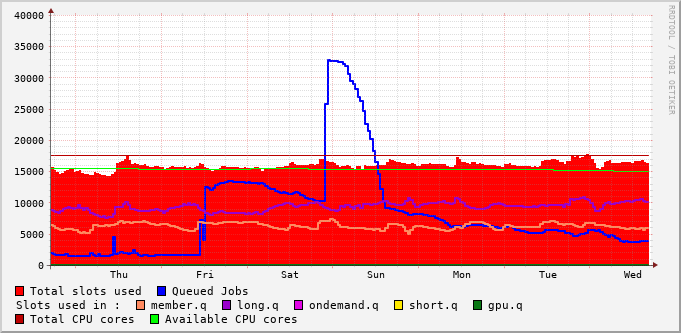 RRDTOOL / TOBI OETIKER
40000
35000
30000
25000
20000
15000
10000
5000
0
Thu Fri Sat Sun Mon Tue Wed
Total slots used Queued Jobs
Slots used in : member.q long.q ondemand.q short.q gpu.q
Total CPU cores Available CPU cores